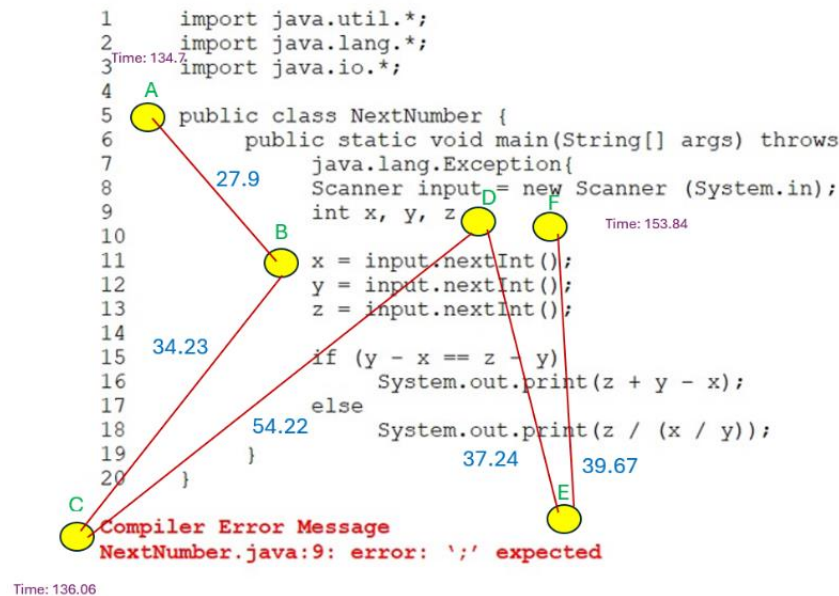 1 import java.util.*;
2 import java.lang.*;
Time: 134.7
3 import java.io.*;
4
A
5 public class NextNumber {
6 public static void main(String[] args) throws
7 java.lang.Exception{
27.9
8 Scanner input = new Scanner (System.in);
D F
9 int x, y, z
Time: 153.84
B
10
11 x = input.nextInt();
12 y = input.nextInt();
13 z = input.nextInt();
14
34.23
15 if (y - x == z - y)
16 System.out.print(z + y - x);
17 else
54.22
18 System.out.print(z / (x / y));
37.24 39.67
19 }
20 }
C E
Compiler Error Message
NextNumber.java:9: error: ‘;’ expected
Time: 136.06